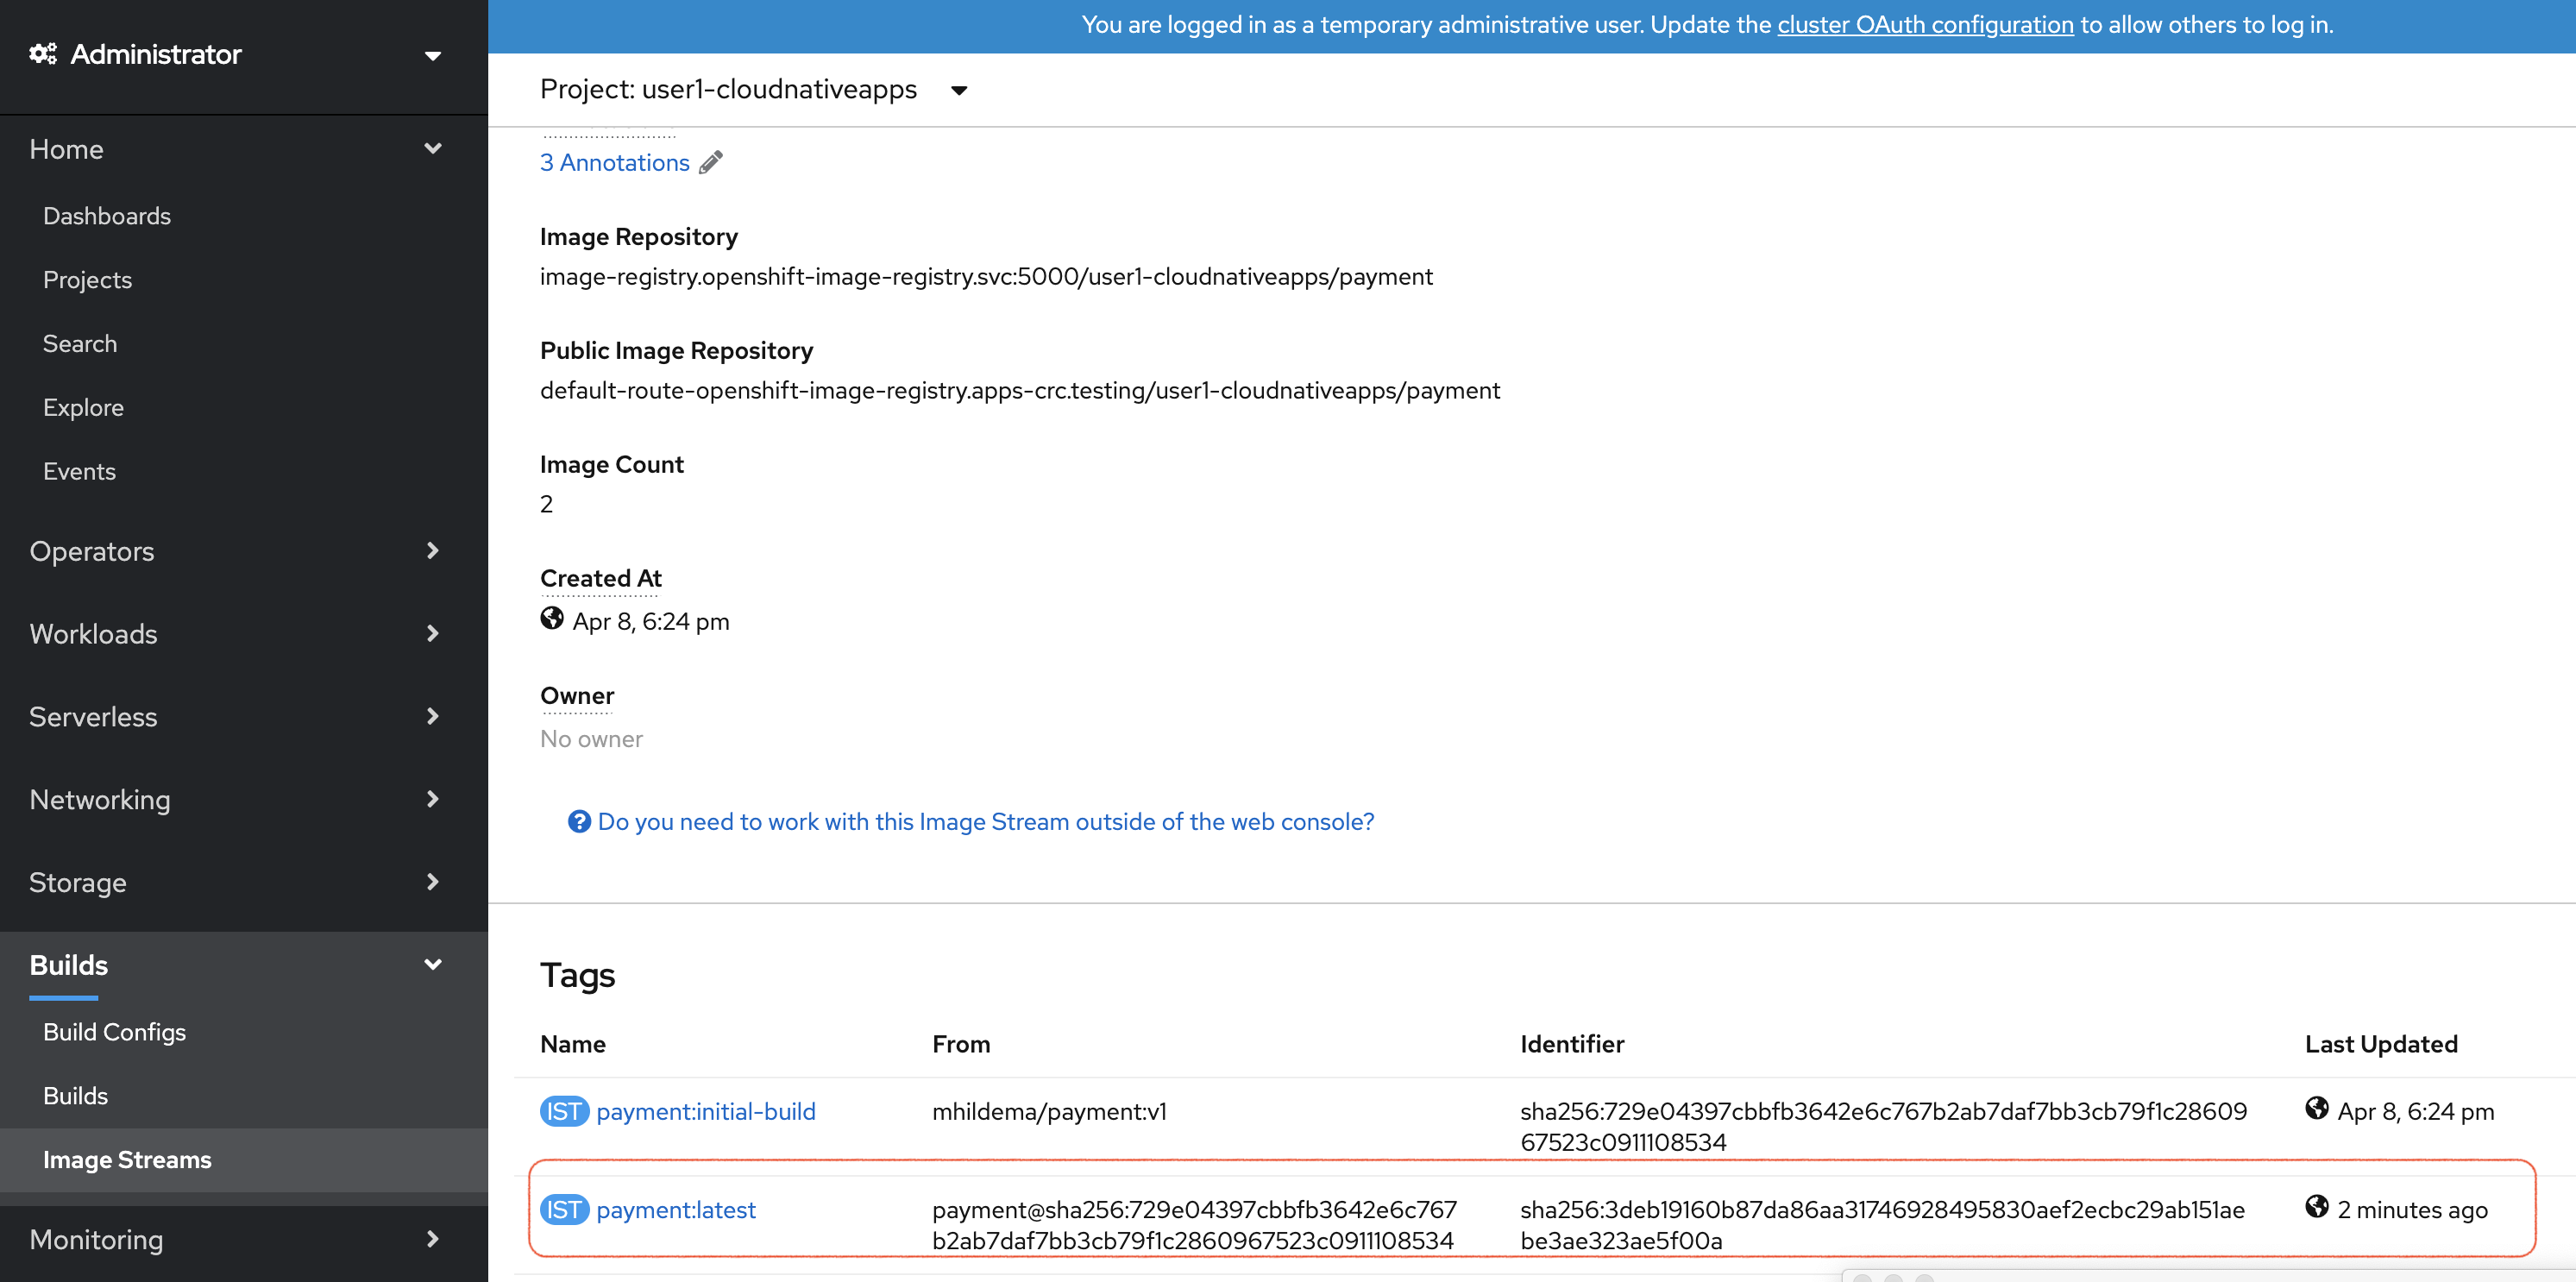 Administrator
Home
Dashboards
Projects
Search
Explore
Events
Operators
Workloads
Serverless
Networking
Storage
Builds
Build Configs
Builds
Image Streams
Monitoring
You are logged in as a temporary administrative user. Update the cluster OAuth configuration to allow others to log in.
Project: user1-cloudnativeapps
3 Annotations
Image Repository
image-registry.openshift-image-registry.svc:5000/user1-cloudnativeapps/payment
Public Image Repository
default-route-openshift-image-registry.apps-crc.testing/user1-cloudnativeapps/payment
Image Count
2
Created At
Apr 8, 6:24 pm
Owner
No owner
Do you need to work with this Image Stream outside of the web console?
Tags
Name From Identifier Last Updated
IST payment:initial-build mhildema/payment:v1 sha256:729e04397cbbfb3642e6c767b2ab7daf7bb3cb79f1c28609 Apr 8, 6:24 pm
67523c0911108534
IST payment:latest payment@sha256:729e04397cbbfb3642e6c767 sha256:3deb19160b87da86aa31746928495830aef2ecbc29ab151ae 2 minutes ago
b2ab7daf7bb3cb79f1c2860967523c0911108534 be3ae323ae5f00a